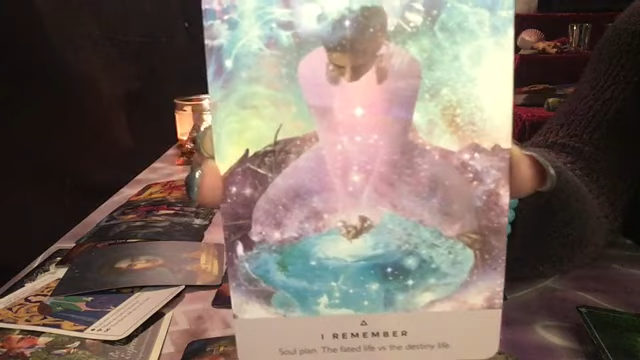 I REMEMBER
Soul plan. The fated life vs the destiny life.